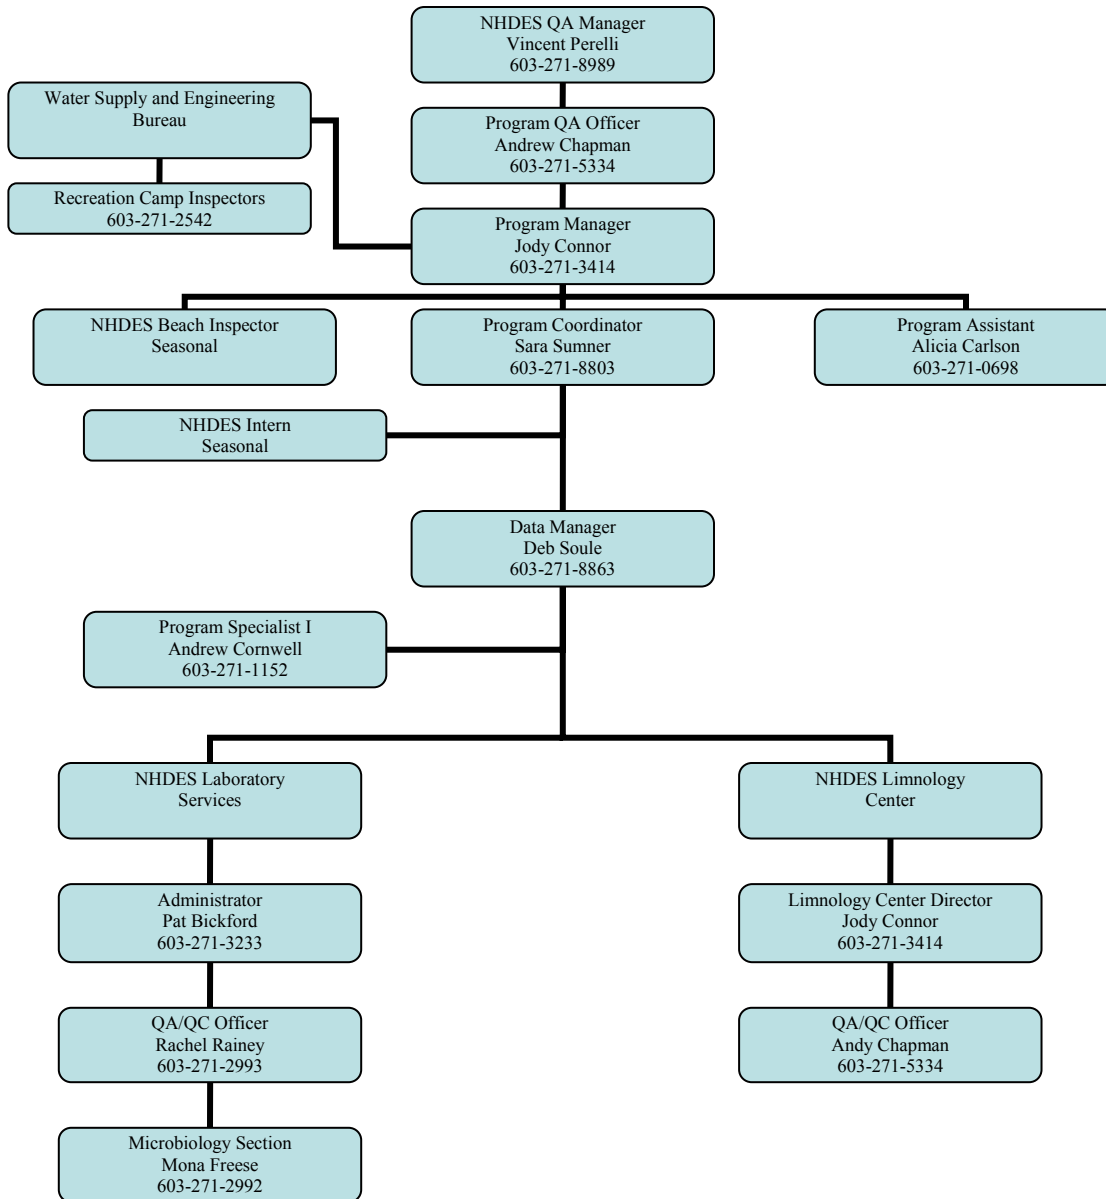 NHDES QA Manager
Vincent Perelli
603-271-8989
Water Supply and Engineering
Bureau
Program QA Officer
Andrew Chapman
603-271-5334
Recreation Camp Inspectors
603-271-2542
Program Manager
Jody Connor
603-271-3414
NHDES Beach Inspector
Seasonal
Program Coordinator
Sara Sumner
603-271-8803
Program Assistant
Alicia Carlson
603-271-0698
NHDES Intern
Seasonal
Data Manager
Deb Soule
603-271-8863
Program Specialist I
Andrew Cornwell
603-271-1152
NHDES Laboratory
Services
NHDES Limnology
Center
Administrator
Pat Bickford
603-271-3233
Limnology Center Director
Jody Connor
603-271-3414
QA/QC Officer
Rachel Rainey
603-271-2993
QA/QC Officer
Andy Chapman
603-271-5334
Microbiology Section
Mona Freese
603-271-2992